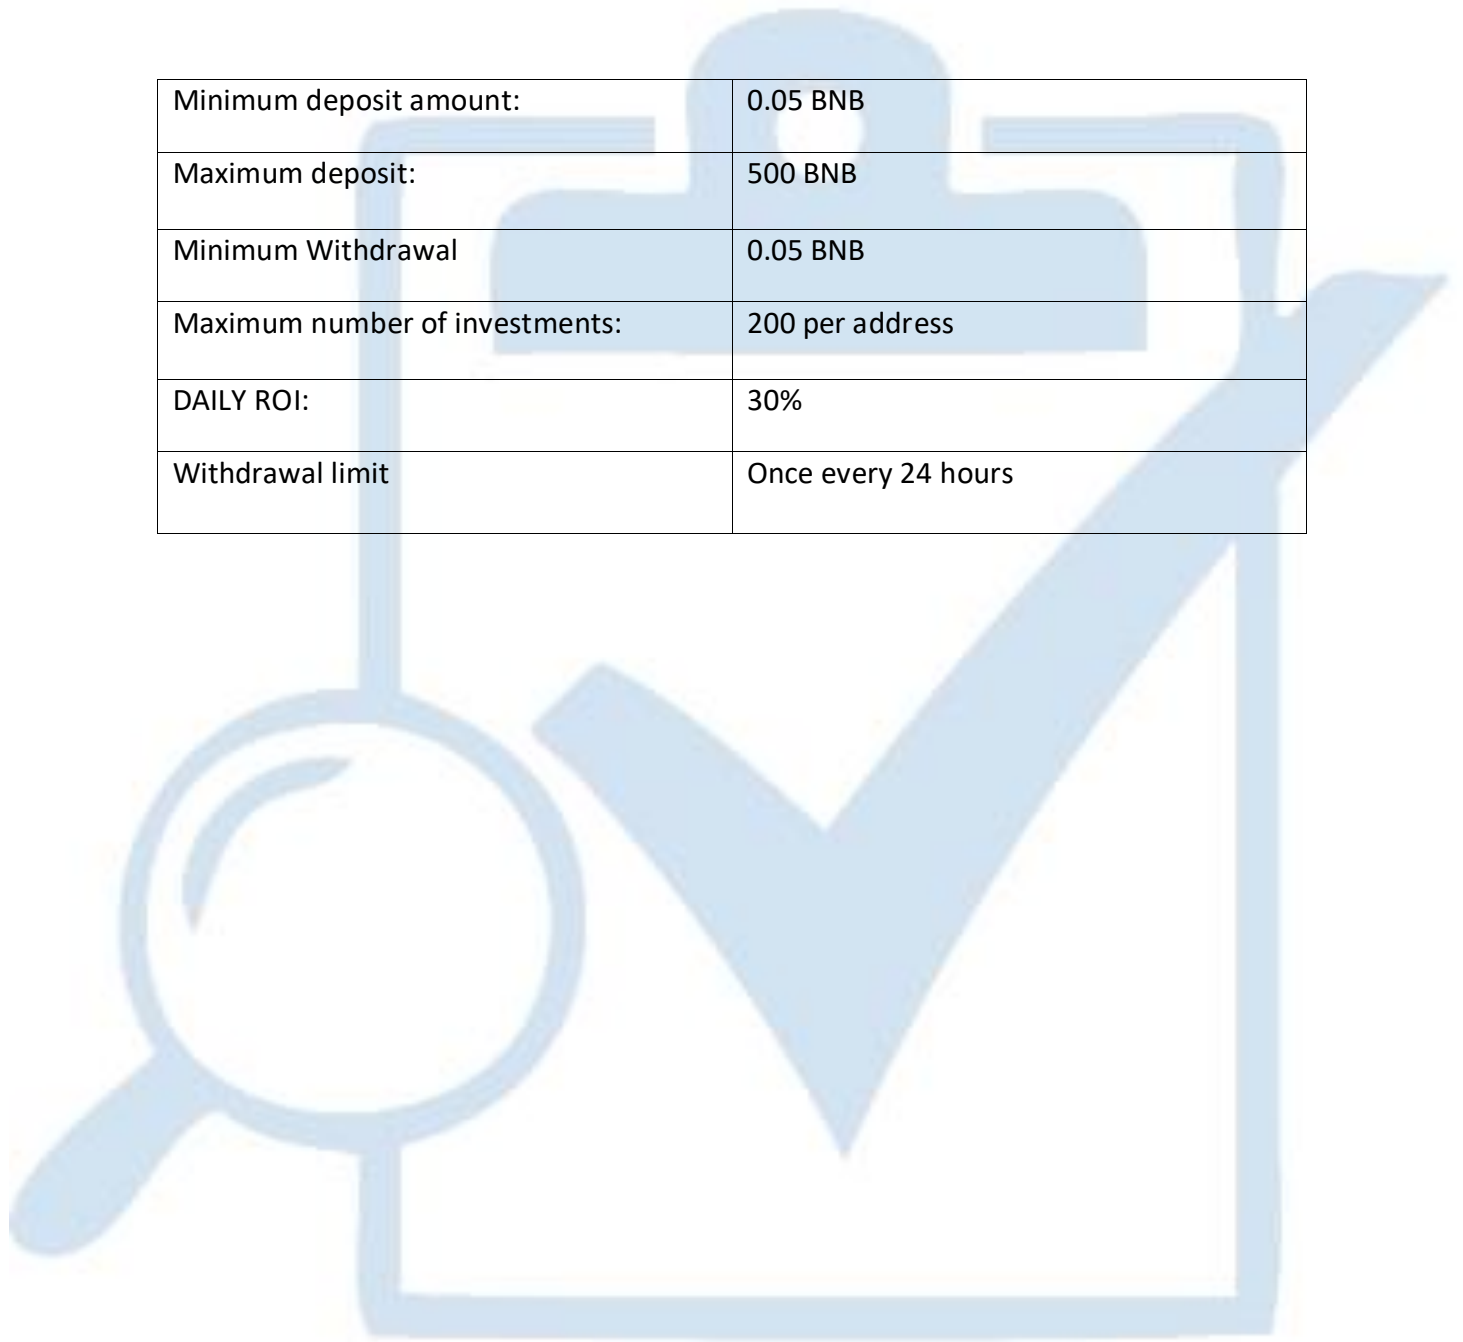 Minimum deposit amount: 0.05 BNB
Maximum deposit: 500 BNB
Minimum Withdrawal 0.05 BNB
Maximum number of investments: 200 per address
DAILY ROI: 30%
Withdrawal limit Once every 24 hours